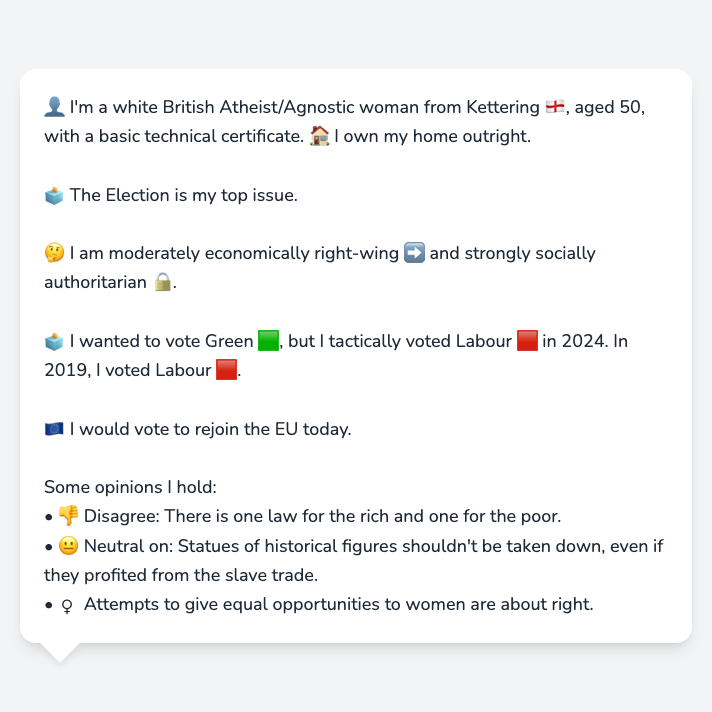 👤 I'm a white British Atheist/Agnostic woman from Kettering 🏴󠁧󠁢󠁥󠁮󠁧󠁿, aged 50,
with a basic technical certificate. 🏠 I own my home outright.
🗳️ The Election is my top issue.
🤔 I am moderately economically right-wing ➡️ and strongly socially
authoritarian 🔒.
🗳️ I wanted to vote Green 🟩, but I tactically voted Labour 🟥 in 2024. In
2019, I voted Labour 🟥.
🇪🇺 I would vote to rejoin the EU today.
Some opinions I hold:
• 👎 Disagree: There is one law for the rich and one for the poor.
• 😐 Neutral on: Statues of historical figures shouldn't be taken down, even if
they profited from the slave trade.
• ♀ Attempts to give equal opportunities to women are about right.